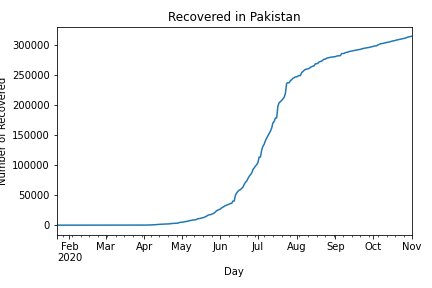 Recovered in Pakistan
Number of Recovered
300000
250000
200000
150000
100000
50000
0
Feb Mar Apr May Jun Jul Aug Sep Oct Nov
2020
Day